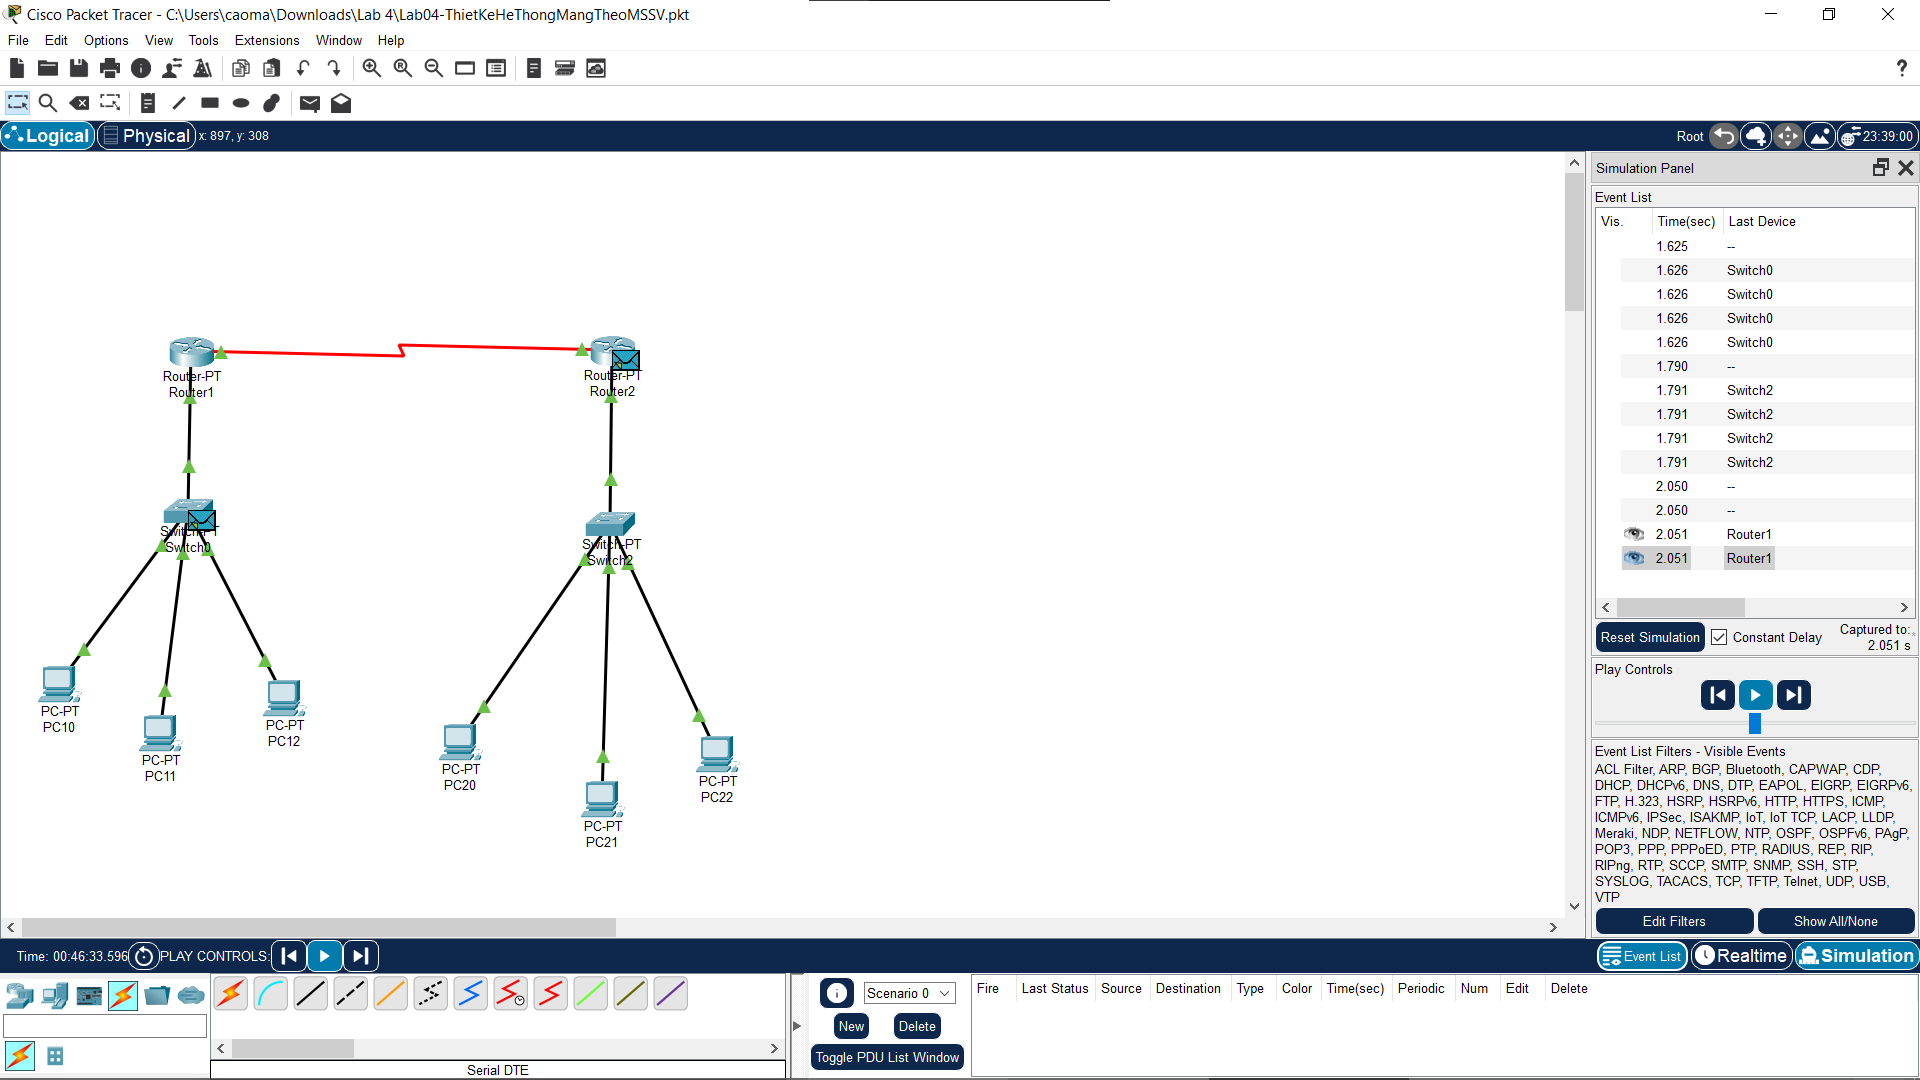 Cisco Packet Tracer - C:\Users\caoma\Downloads\Lab 4\Lab04-ThietKeHeThongMangTheoMSSV.pkt
File Edit Options View Tools Extensions Window Help
Logical Physical x: 897, y: 308
Root 23:39:00
Router-PT
Router1
Router-PT
Router2
Switch-PT
Switch0
Switch-PT
Switch2
PC-PT
PC10
PC-PT
PC11
PC-PT
PC12
PC-PT
PC20
PC-PT
PC21
PC-PT
PC22
Simulation Panel
Event List
Vis. Time(sec) Last Device
1.625 --
1.626 Switch0
1.626 Switch0
1.626 Switch0
1.626 Switch0
1.790 --
1.791 Switch2
1.791 Switch2
1.791 Switch2
1.791 Switch2
2.050 --
2.050 --
2.051 Router1
2.051 Router1
Reset Simulation Constant Delay Captured to:
2.051 s
Play Controls
Event List Filters - Visible Events
ACL Filter, ARP, BGP, Bluetooth, CAPWAP, CDP,
DHCP, DHCPv6, DNS, DTP, EAPOL, EIGRP, EIGRPv6,
FTP, H.323, HSRP, HSRPv6, HTTP, HTTPS, ICMP,
ICMPv6, IPSec, ISAKMP, IoT, IoT TCP, LACP, LLDP,
Meraki, NDP, NETFLOW, NTP, OSPF, OSPFv6, PAgP,
POP3, PPP, PPPoED, PTP, RADIUS, REP, RIP,
RIPng, RTP, SCCP, SMTP, SNMP, SSH, STP,
SYSLOG, TACACS, TCP, TFTP, Telnet, UDP, USB,
VTP
Edit Filters Show All/None
Time: 00:46:33.596 PLAY CONTROLS:
Event List Realtime Simulation
Scenario 0
New Delete
Toggle PDU List Window
Fire Last Status Source Destination Type Color Time(sec) Periodic Num Edit Delete
Serial DTE